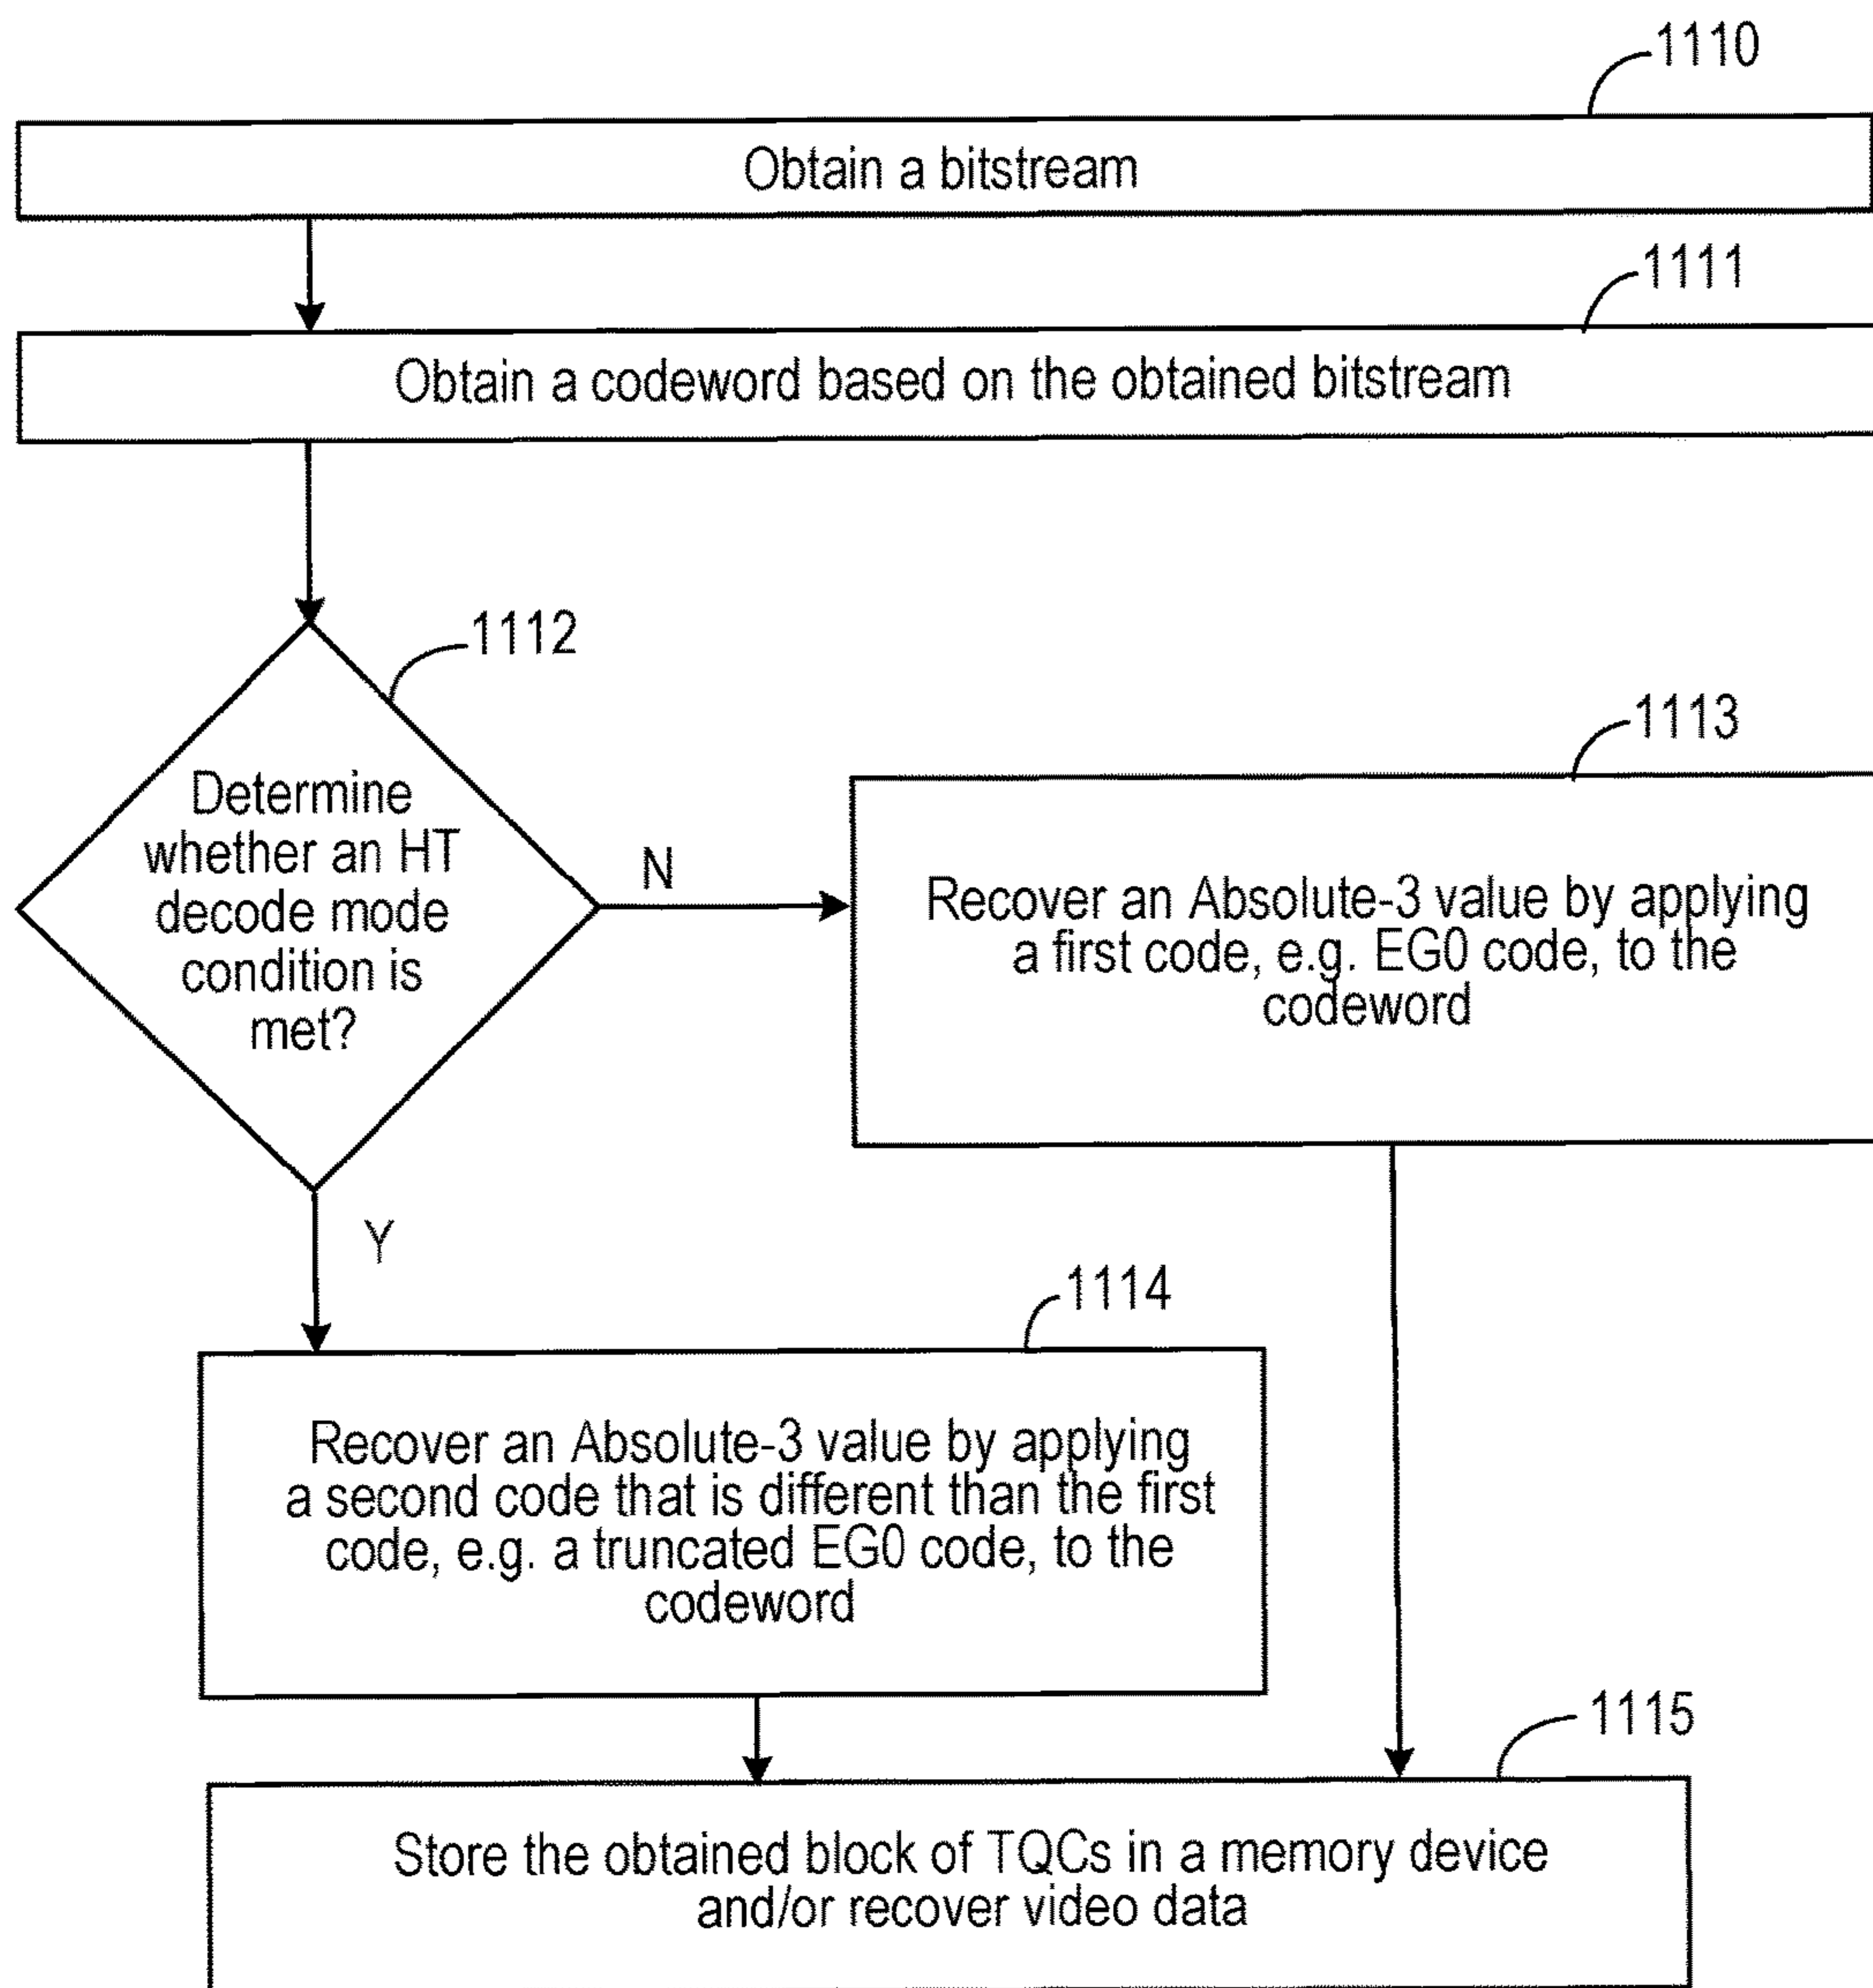 1110
Obtain a bitstream
1111
Obtain a codeword based on the obtained bitstream
1112
Determine
whether an HT
decode mode
condition is
met?
N
1113
Recover an Absolute-3 value by applying
a first code, e.g. EG0 code, to the
codeword
Y
1114
Recover an Absolute-3 value by applying
a second code that is different than the first
code, e.g. a truncated EG0 code, to the
codeword
1115
Store the obtained block of TQCs in a memory device
and/or recover video data